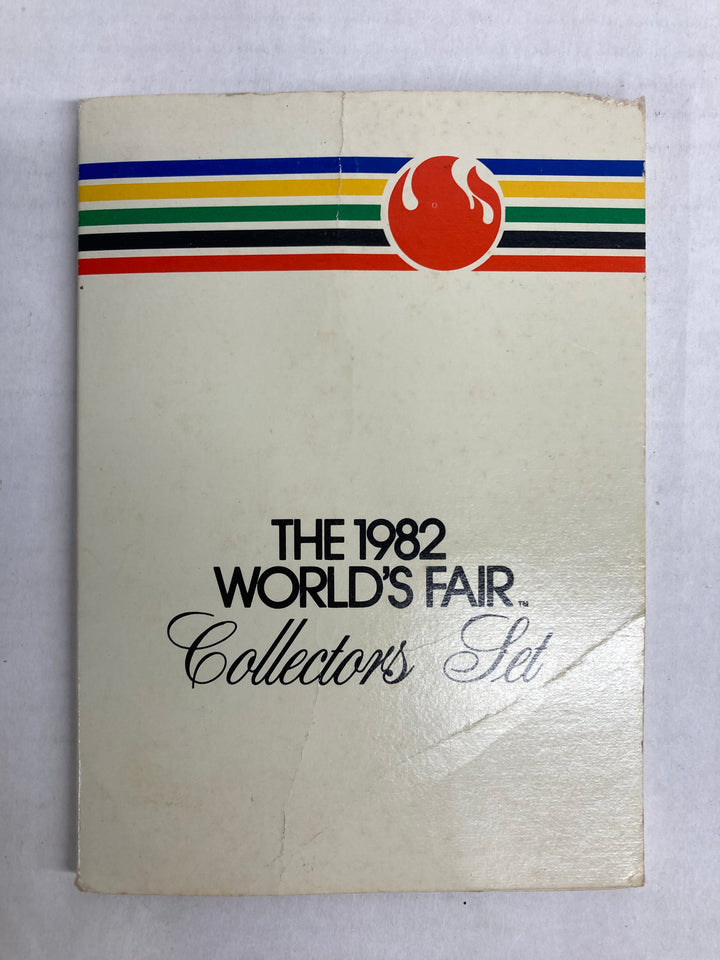 THE 1982
WORLD'S FAIR™
Collectors Set